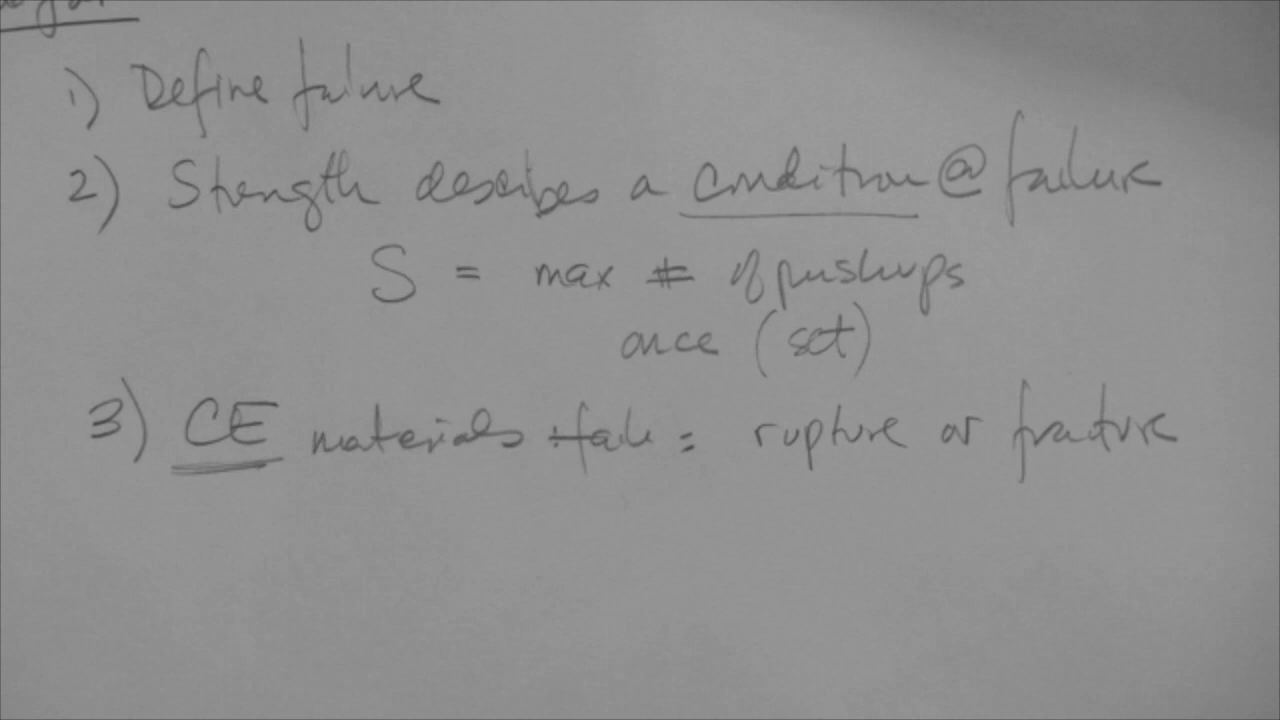 1) Define failure
2) Strength describes a condition @ failure
S = max # of pushups
once (set)
3) CE materials : fail = rupture or fracture